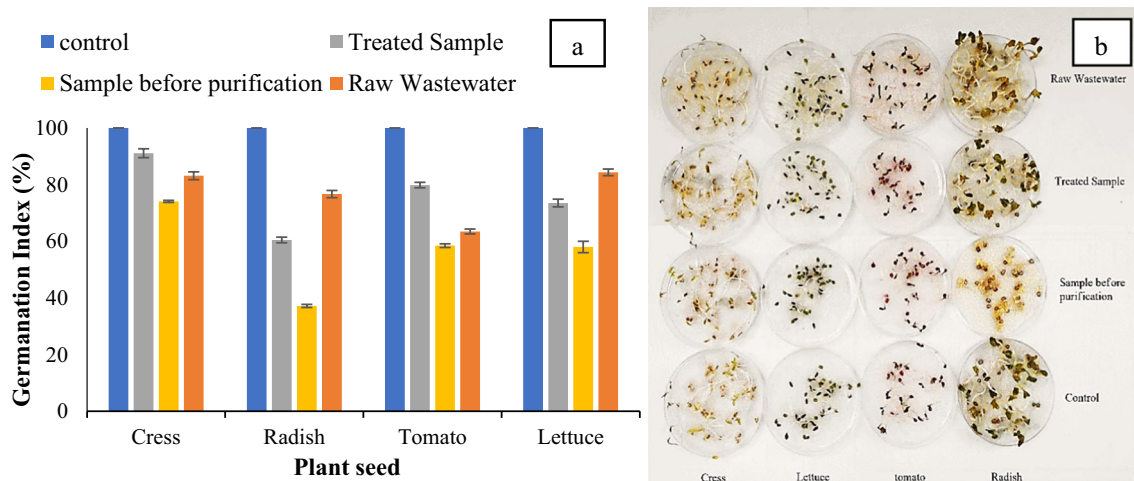 control
Treated Sample
a
Sample before purification
Raw Wastewater
100
80
60
40
20
0
Germanation Index (%)
Cress
Radish
Tomato
Lettuce
Plant seed
b
Raw Wastewater
Treated Sample
Sample before
purification
Control
Cress
Lettuce
tomato
Radish